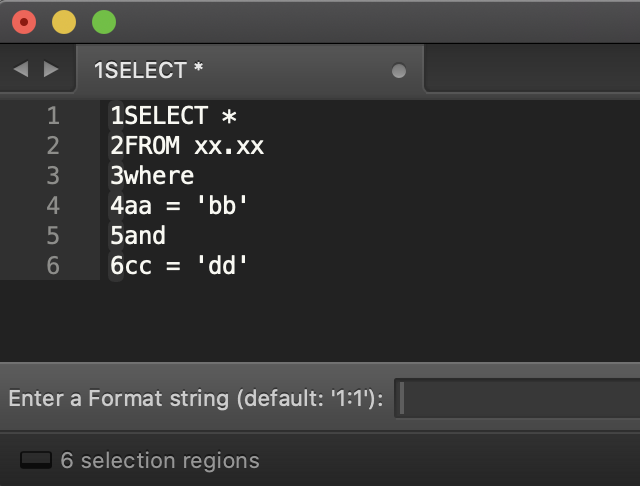 1SELECT *
1 1SELECT *
2 2FROM xx.xx
3 3where
4 4aa = 'bb'
5 5and
6 6cc = 'dd'
Enter a Format string (default: '1:1'):
6 selection regions